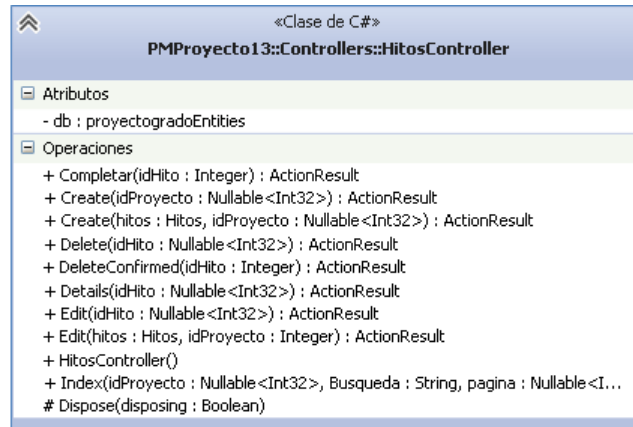 «Clase de C#»
PMProyecto13::Controllers::HitosController
Atributos
- db : proyectogradoEntities
Operaciones
+ Completar(idHito : Integer) : ActionResult
+ Create(idProyecto : Nullable<Int32>) : ActionResult
+ Create(hitos : Hitos, idProyecto : Nullable<Int32>) : ActionResult
+ Delete(idHito : Nullable<Int32>) : ActionResult
+ DeleteConfirmed(idHito : Integer) : ActionResult
+ Details(idHito : Nullable<Int32>) : ActionResult
+ Edit(idHito : Nullable<Int32>) : ActionResult
+ Edit(hitos : Hitos, idProyecto : Integer) : ActionResult
+ HitosController()
+ Index(idProyecto : Nullable<Int32>, Busqueda : String, pagina : Nullable<I...
# Dispose(disposing : Boolean)